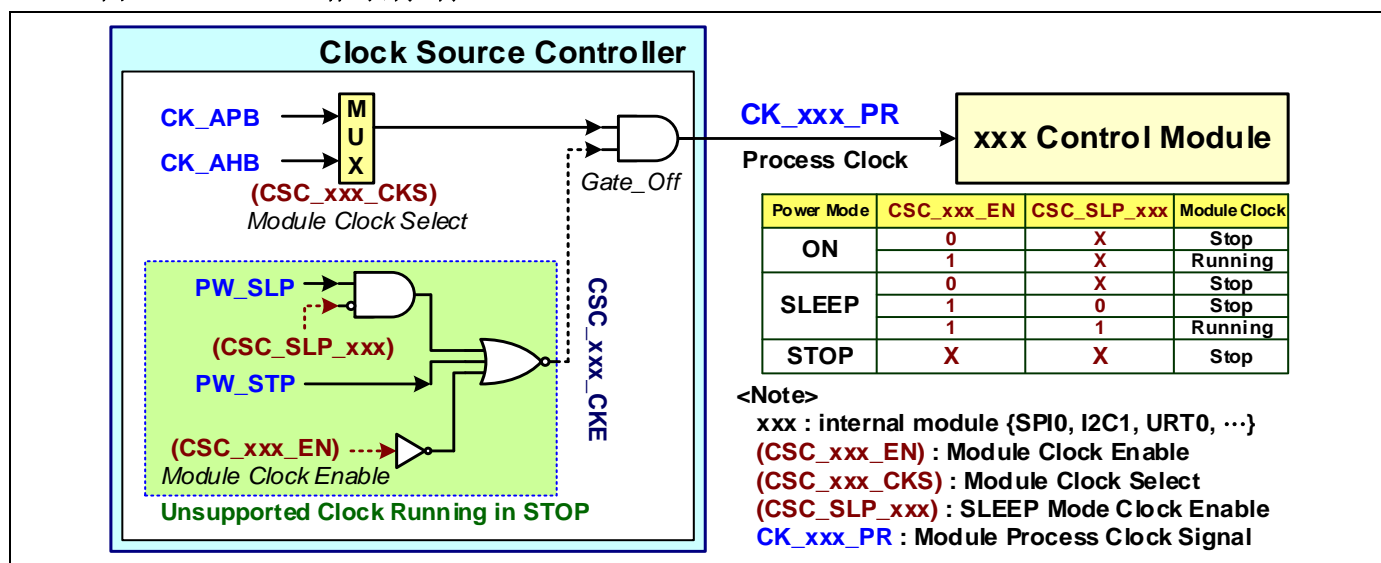 Clock Source Controller
CK_APB
CK_AHB
M
U
X
(CSC_xxx_CKS)
Module Clock Select
Gate_Off
CK_xxx_PR
Process Clock
xxx Control Module
PW_SLP
(CSC_SLP_xxx)
PW_STP
(CSC_xxx_EN)
Module Clock Enable
Unsupported Clock Running in STOP
CSC_xxx_CKE
Power Mode CSC_xxx_EN CSC_SLP_xxx Module Clock
ON 0 X Stop
1 X Running
SLEEP 0 X Stop
1 0 Stop
1 1 Running
STOP X X Stop
<Note>
xxx : internal module {SPI0, I2C1, URT0, ⋯}
(CSC_xxx_EN) : Module Clock Enable
(CSC_xxx_CKS) : Module Clock Select
(CSC_SLP_xxx) : SLEEP Mode Clock Enable
CK_xxx_PR : Module Process Clock Signal